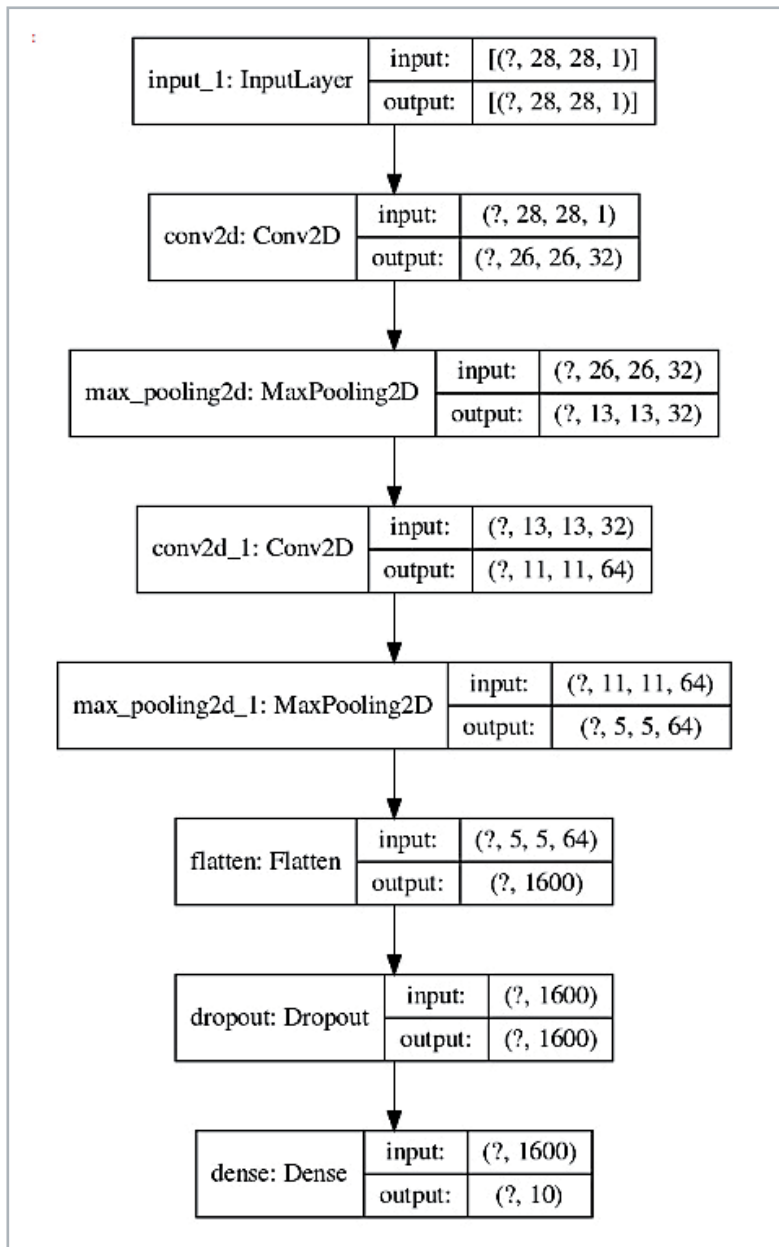 :
input_1: InputLayer
input: [(?, 28, 28, 1)]
output: [(?, 28, 28, 1)]
conv2d: Conv2D
input: (?, 28, 28, 1)
output: (?, 26, 26, 32)
max_pooling2d: MaxPooling2D
input: (?, 26, 26, 32)
output: (?, 13, 13, 32)
conv2d_1: Conv2D
input: (?, 13, 13, 32)
output: (?, 11, 11, 64)
max_pooling2d_1: MaxPooling2D
input: (?, 11, 11, 64)
output: (?, 5, 5, 64)
flatten: Flatten
input: (?, 5, 5, 64)
output: (?, 1600)
dropout: Dropout
input: (?, 1600)
output: (?, 1600)
dense: Dense
input: (?, 1600)
output: (?, 10)